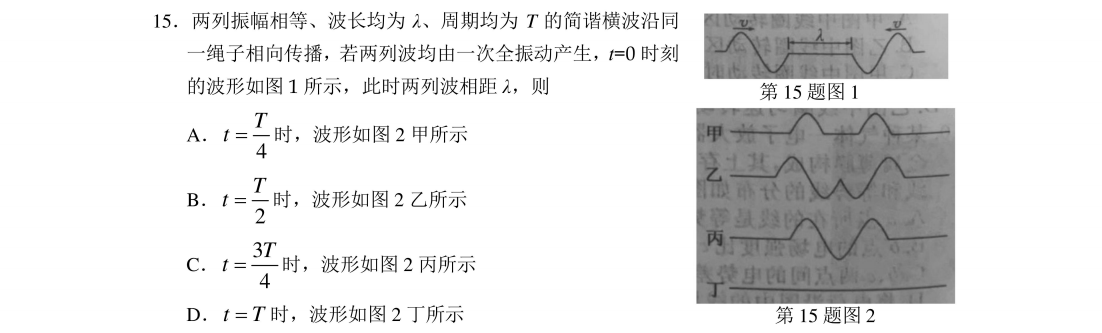 15．两列振幅相等、波长均为 λ、周期均为 T 的简谐横波沿同
一绳子相向传播，若两列波均由一次全振动产生，t=0 时刻
的波形如图 1 所示，此时两列波相距 λ，则
A．t = T/4 时，波形如图 2 甲所示
B．t = T/2 时，波形如图 2 乙所示
C．t = 3T/4 时，波形如图 2 丙所示
D．t = T 时，波形如图 2 丁所示
v λ v
第 15 题图 1
甲
乙
丙
丁
第 15 题图 2